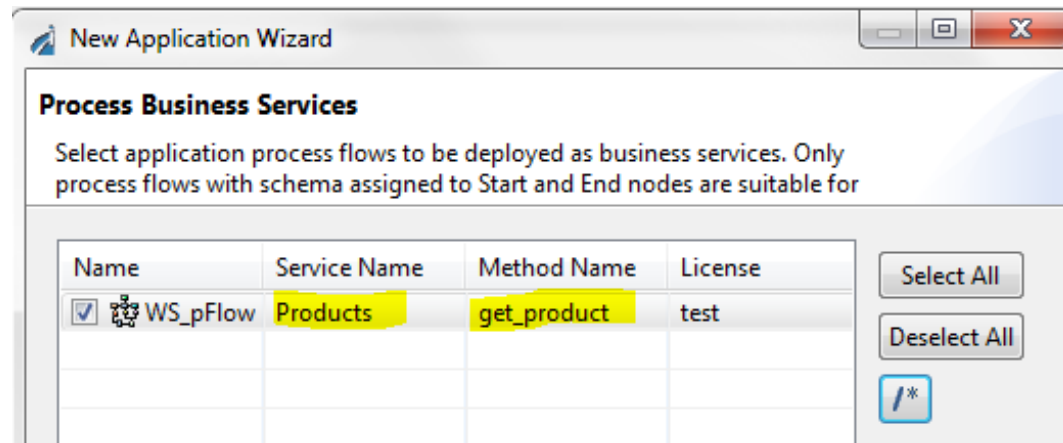 New Application Wizard
Process Business Services
Select application process flows to be deployed as business services. Only
process flows with schema assigned to Start and End nodes are suitable for
Name Service Name Method Name License
WS_pFlow Products get_product test
Select All
Deselect All
/*